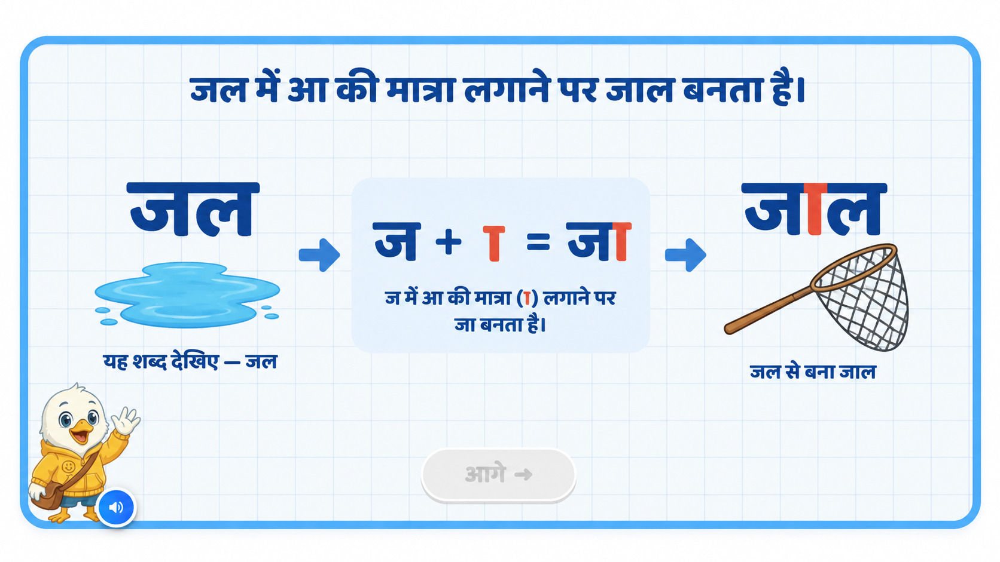 जल में आ की मात्रा लगाने पर जाल बनता है।
जल
ज + ा = जा
ज में आ की मात्रा (ा) लगाने पर
जा बनता है।
जाल
यह शब्द देखिए — जल
जल से बना जाल
आगे →